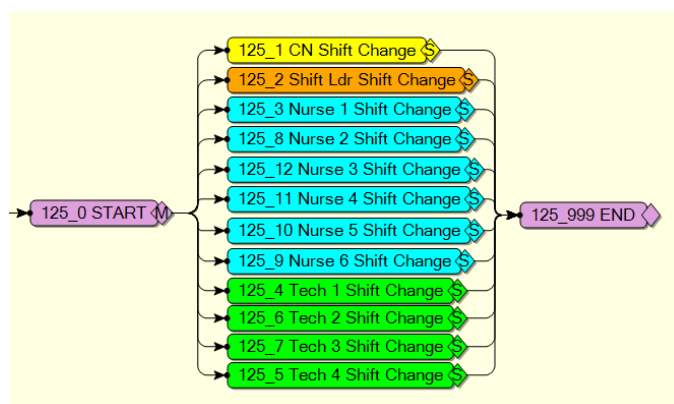 125_1 CN Shift Change S
125_2 Shift Ldr Shift Change S
125_3 Nurse 1 Shift Change S
125_8 Nurse 2 Shift Change S
125_12 Nurse 3 Shift Change S
125_11 Nurse 4 Shift Change S
125_0 START M
125_999 END
125_10 Nurse 5 Shift Change S
125_9 Nurse 6 Shift Change S
125_4 Tech 1 Shift Change S
125_6 Tech 2 Shift Change S
125_7 Tech 3 Shift Change S
125_5 Tech 4 Shift Change S